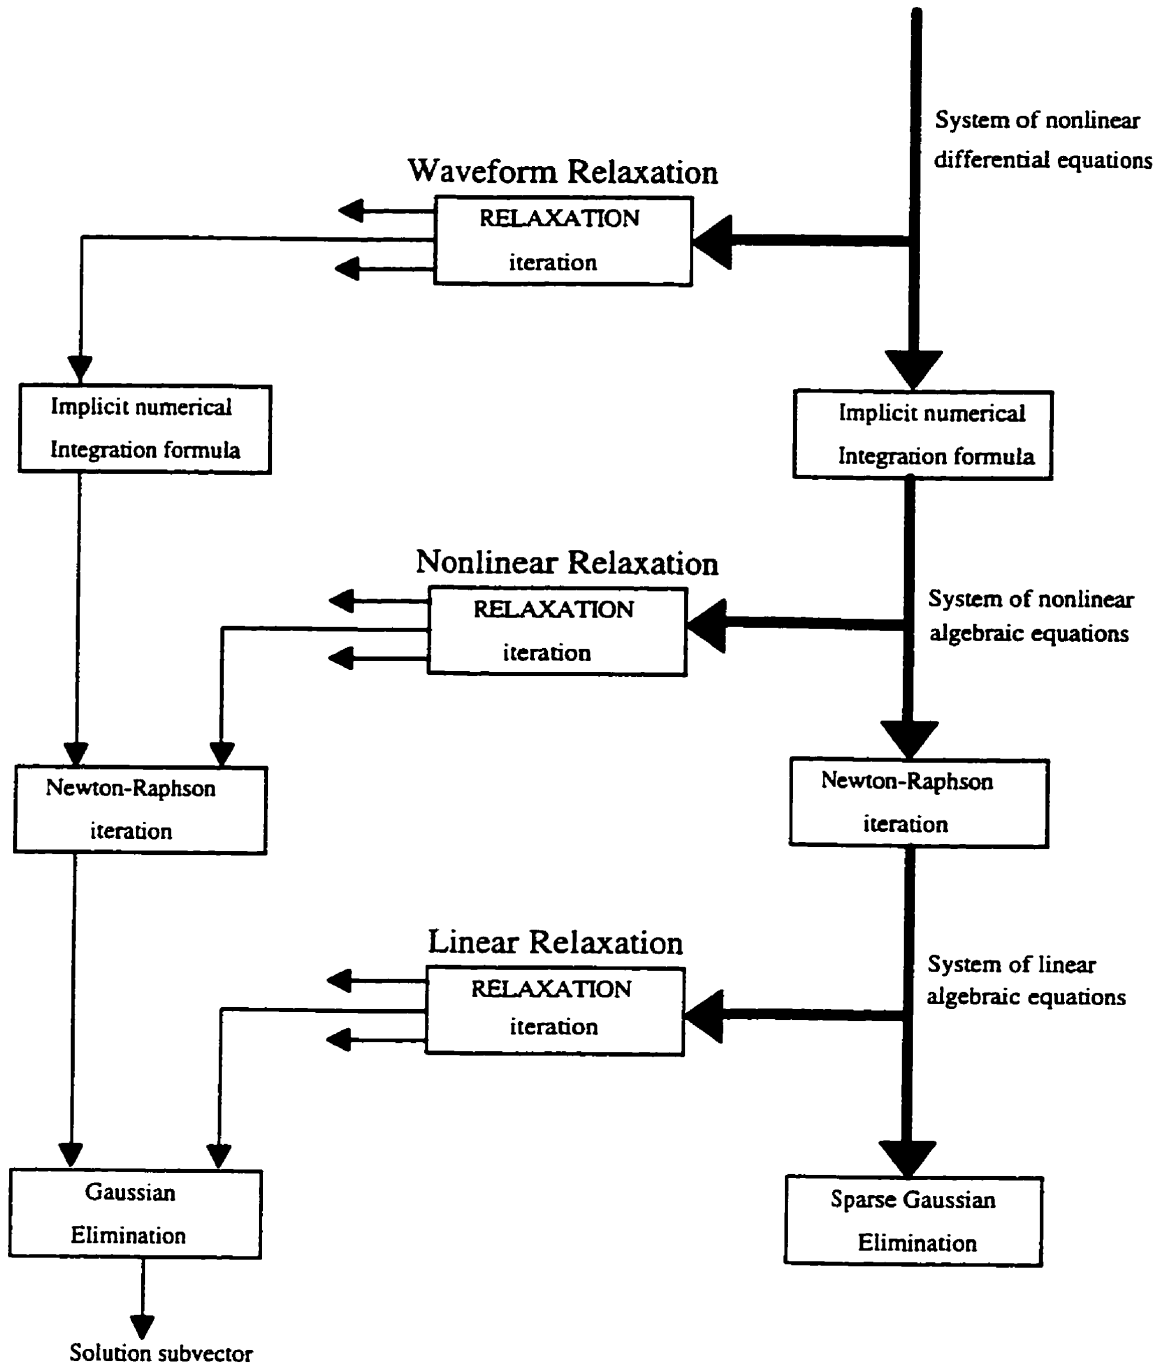 System of nonlinear
differential equations
Waveform Relaxation
RELAXATION
iteration
Implicit numerical
Integration formula
Implicit numerical
Integration formula
Nonlinear Relaxation
RELAXATION
iteration
System of nonlinear
algebraic equations
Newton-Raphson
iteration
Newton-Raphson
iteration
Linear Relaxation
RELAXATION
iteration
System of linear
algebraic equations
Gaussian
Elimination
Sparse Gaussian
Elimination
Solution subvector